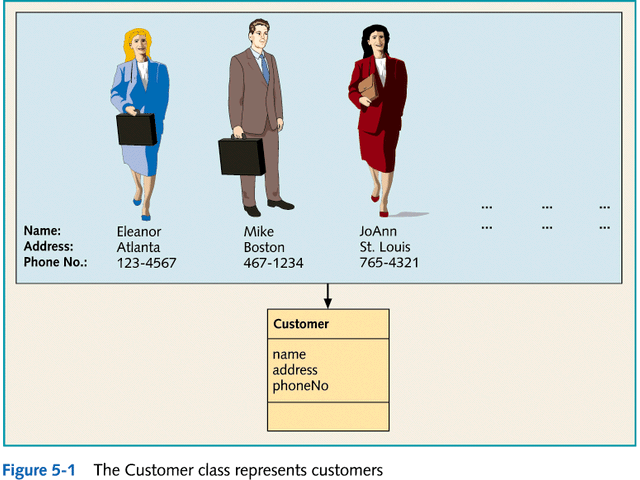 ... ... ...
Name: Eleanor Mike JoAnn ... ... ...
Address: Atlanta Boston St. Louis
Phone No.: 123-4567 467-1234 765-4321
Customer
name
address
phoneNo
Figure 5-1 The Customer class represents customers